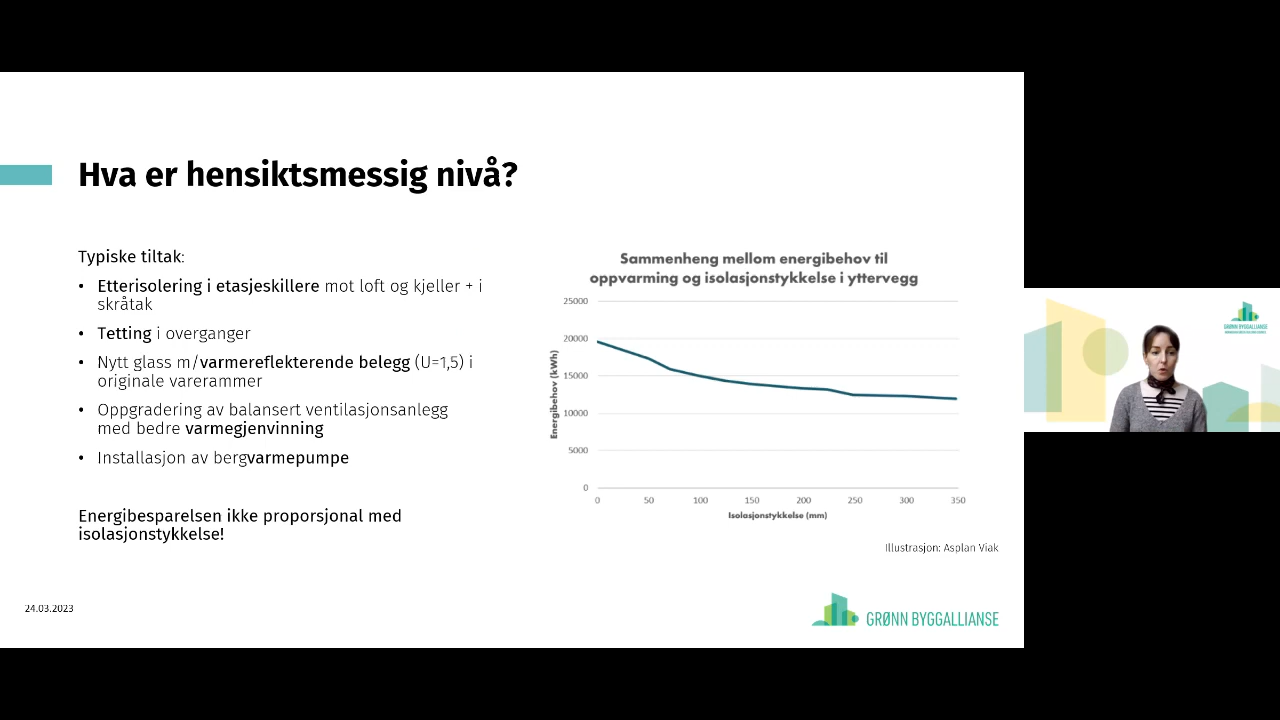 Hva er hensiktsmessig nivå?
Typiske tiltak:
• Etterisolering i etasjeskillere mot loft og kjeller + i
skråtak
• Tetting i overganger
• Nytt glass m/varmereflekterende belegg (U=1,5) i
originale varerammer
• Oppgradering av balansert ventilasjonsanlegg
med bedre varmegjenvinning
• Installasjon av bergvarmepumpe
Energibesparelsen ikke proporsjonal med
isolasjonstykkelse!
Sammenheng mellom energibehov til
oppvarming og isolasjonstykkelse i yttervegg
Energibehov (kWh)
25000
20000
15000
10000
5000
0
0 50 100 150 200 250 300 350
Isolasjonstykkelse (mm)
Illustrasjon: Asplan Viak
24.03.2023
GRØNN BYGGALLIANSE
GRØNN BYGGALLIANSE